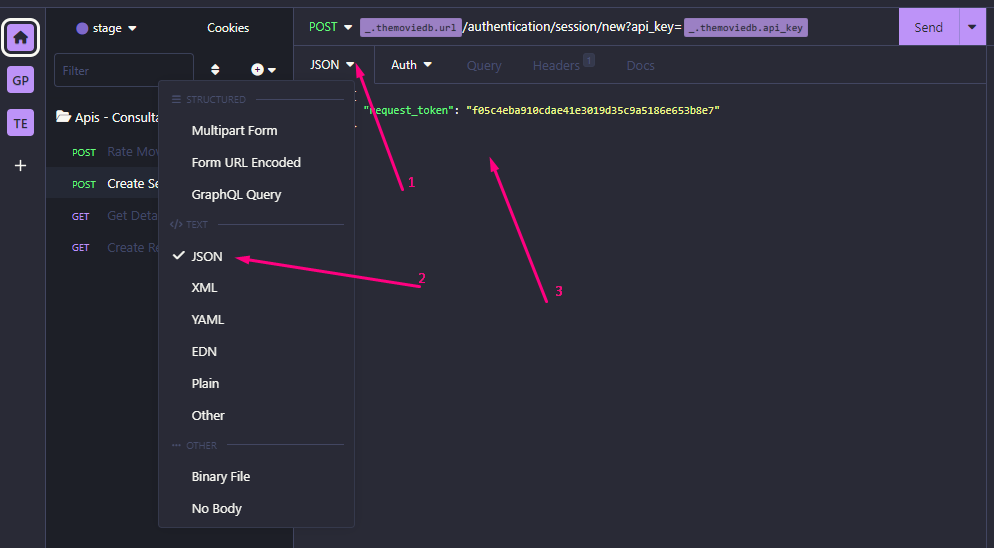 stage
Cookies
POST
_.themoviedb.url/authentication/session/new?api_key=_.themoviedb.api_key
Send
GP
Filter
JSON
Auth
Query
Headers 1
Docs
TE
STRUCTURED
"request_token": "f05c4eba910cdae41e3019d35c9a5186e653b8e7"
Apis - Consulta
Multipart Form
POST Rate Mov
Form URL Encoded
POST Create Se
1
GraphQL Query
GET Get Deta
TEXT
GET Create Re
JSON
2
XML
3
YAML
EDN
Plain
Other
OTHER
Binary File
No Body